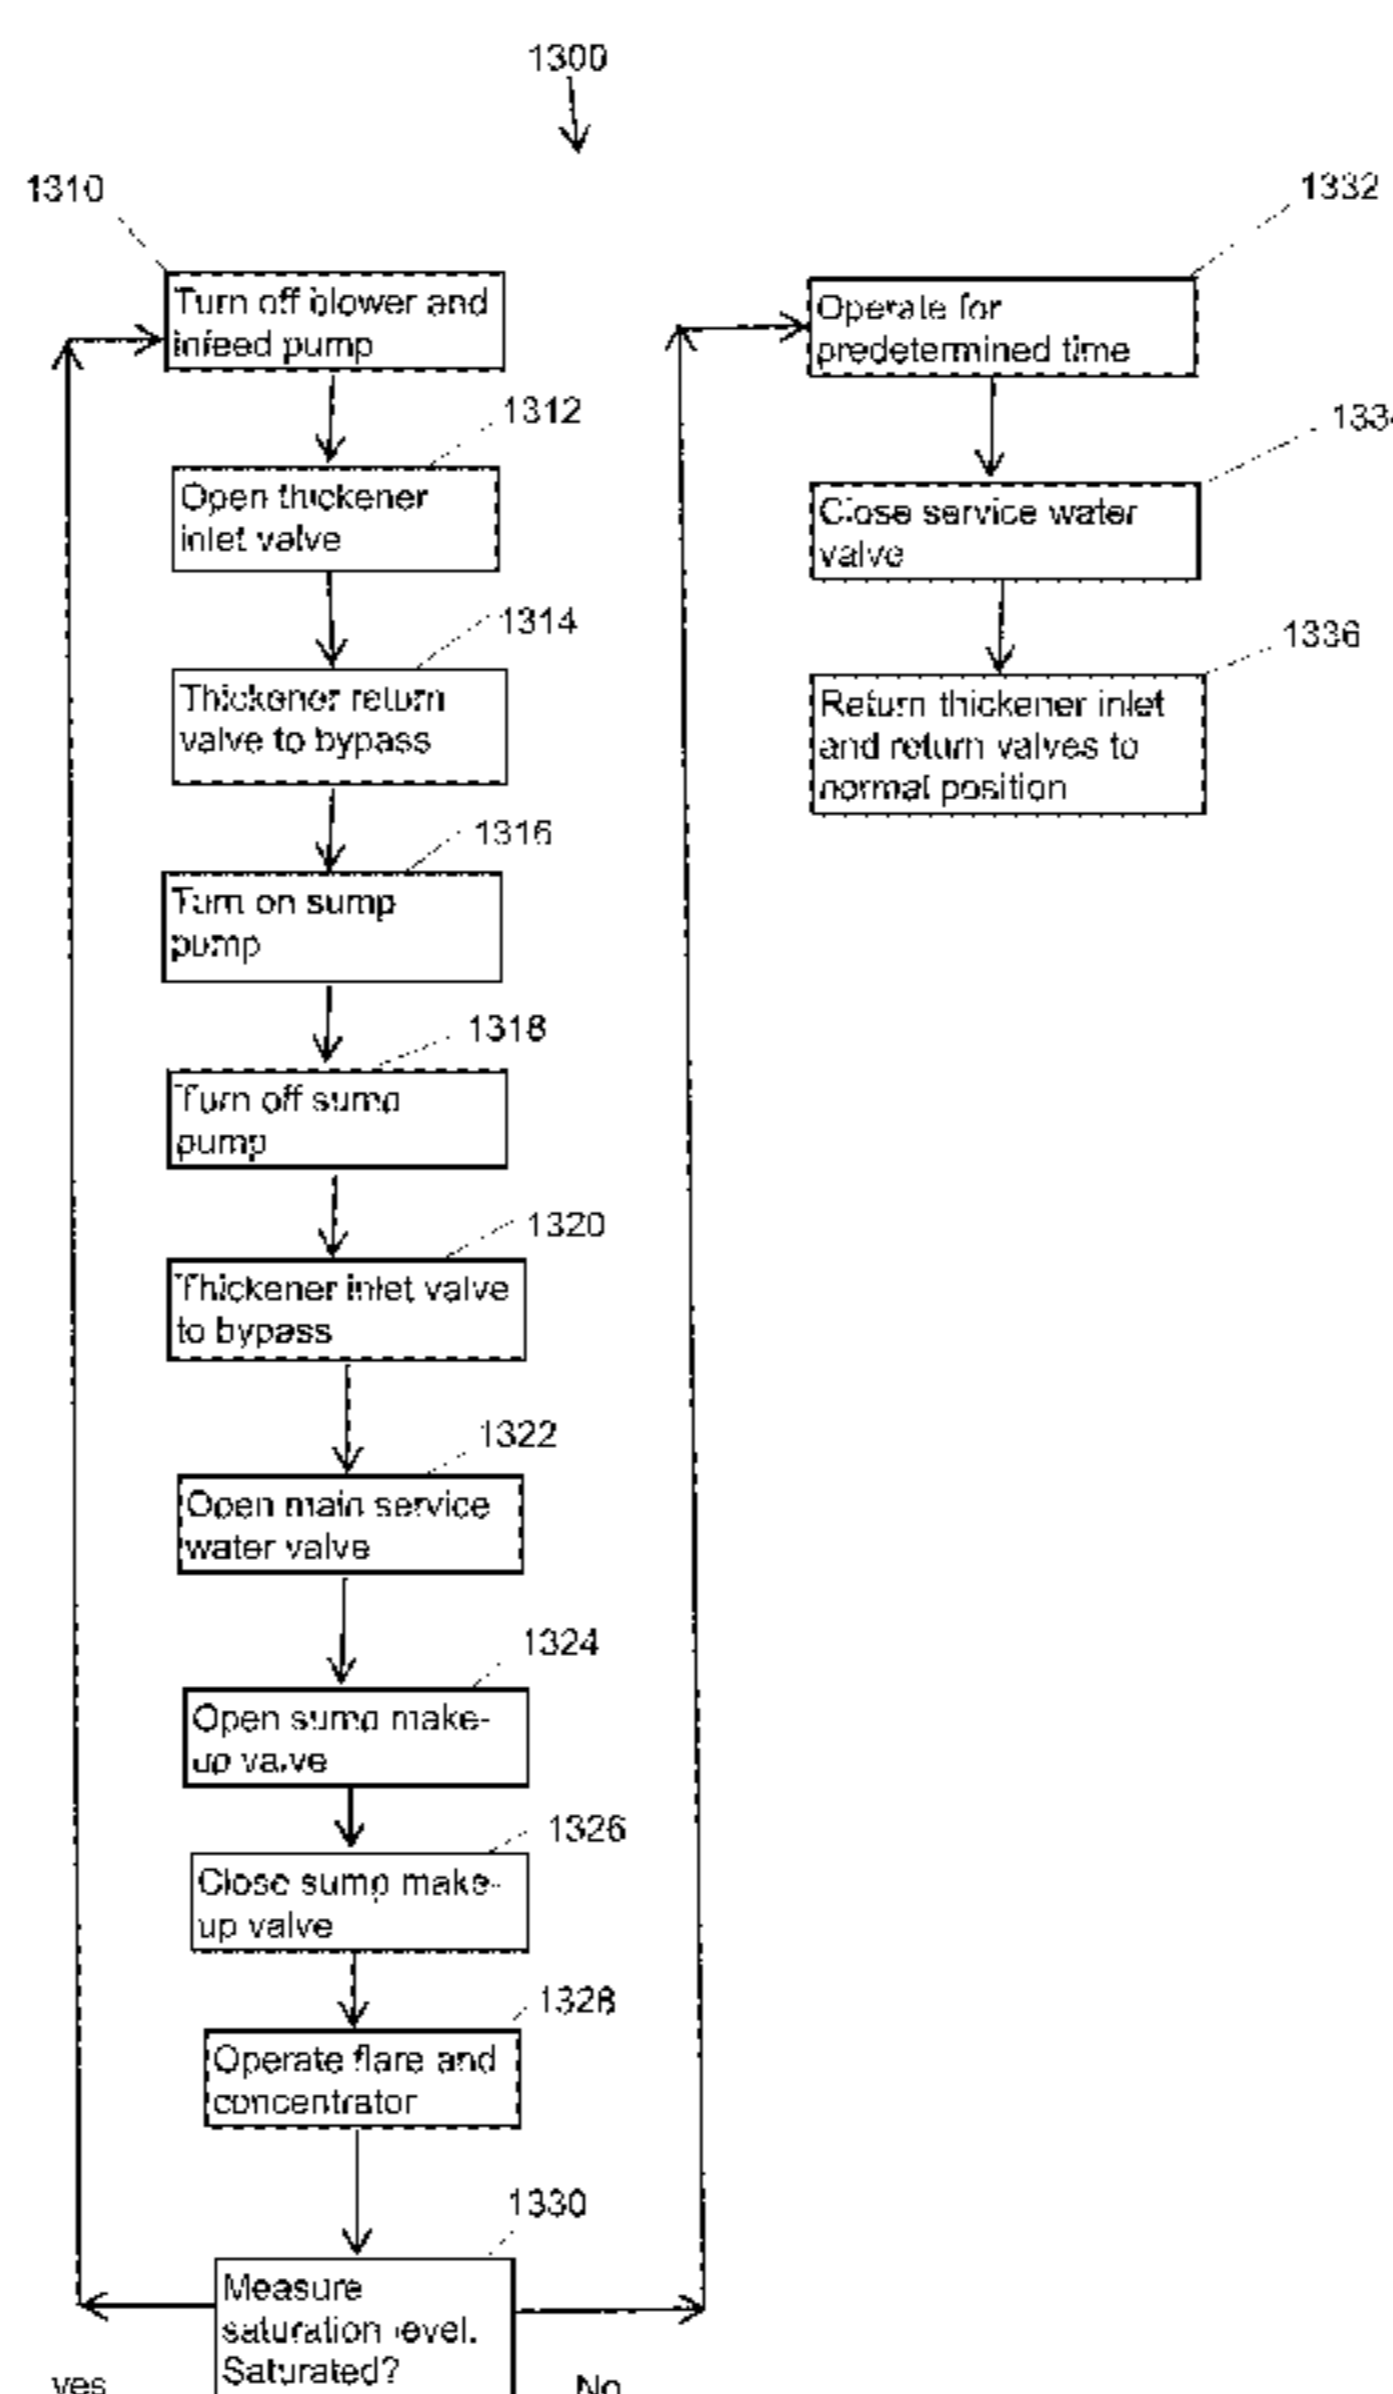 1300
1310
Turn off blower and
infeed pump
1312
Open thickener
inlet valve
1314
Thickener return
valve to bypass
1316
Turn on sump
pump
1318
Turn off sump
pump
1320
Thickener inlet valve
to bypass
1322
Open main service
water valve
1324
Open sump make-
up valve
1326
Close sump make-
up valve
1328
Operate flare and
concentrator
1330
Measure
saturation level.
Saturated?
yes
No
1332
Operate for
predetermined time
Close service water
valve
1336
Return thickener inlet
and return valves to
normal position